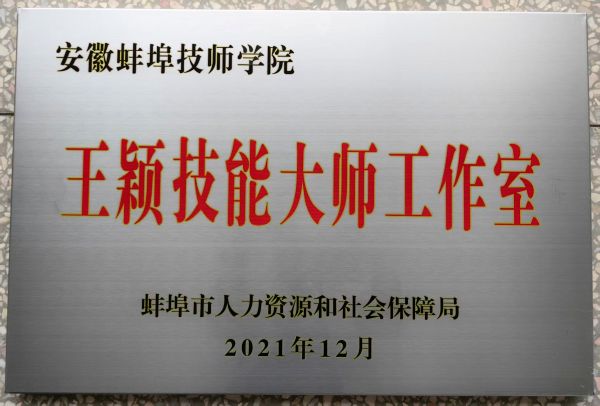 安徽蚌埠技师学院
王颖技能大师工作室
蚌埠市人力资源和社会保障局
2021年12月